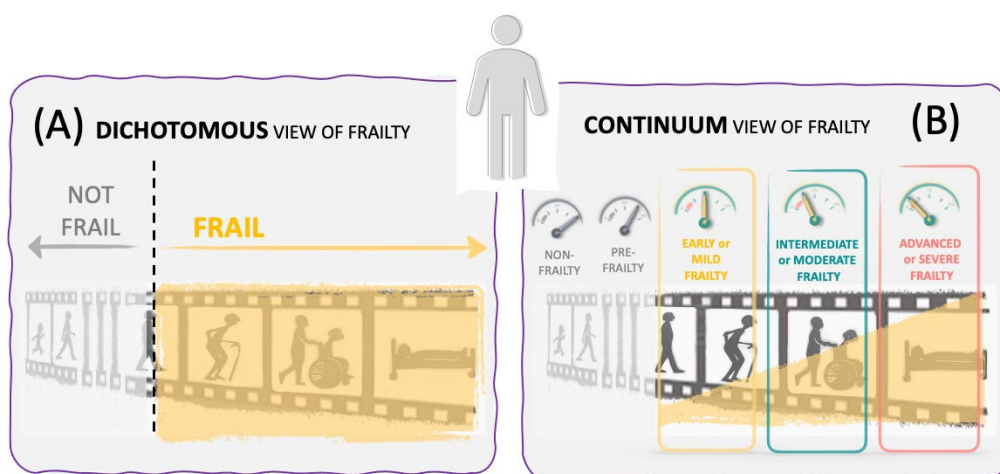 (A) DICHOTOMOUS VIEW OF FRAILTY
NOT
FRAIL
FRAIL
CONTINUUM VIEW OF FRAILTY (B)
NON-
FRAILTY
PRE-
FRAILTY
EARLY or
MILD
FRAILTY
INTERMEDIATE
or MODERATE
FRAILTY
ADVANCED
or SEVERE
FRAILTY